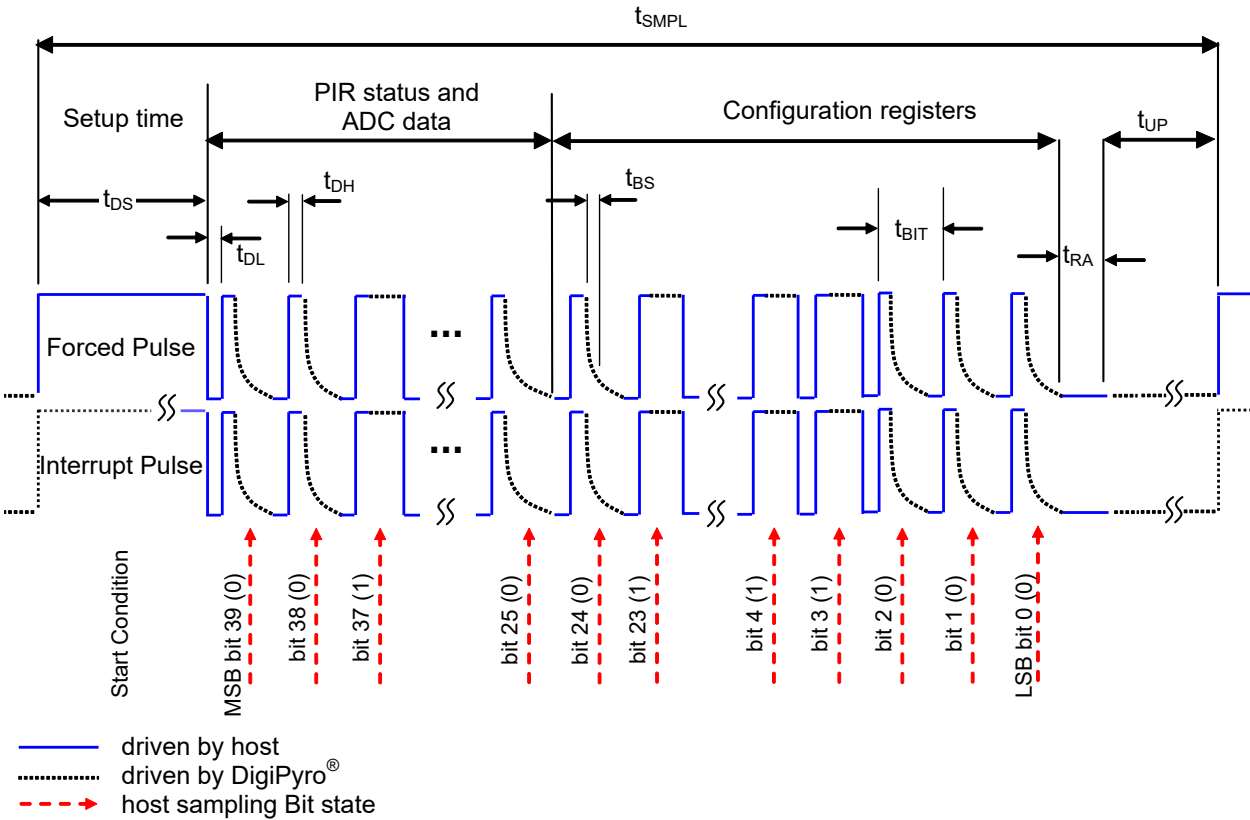 tSMPL
Setup time
PIR status and
ADC data
Configuration registers
tUP
tDS
tDH
tBS
tDL
tBIT
tRA
Forced Pulse
...
Interrupt Pulse
...
Start Condition
MSB bit 39 (0)
bit 38 (0)
bit 37 (1)
bit 25 (0)
bit 24 (0)
bit 23 (1)
bit 4 (1)
bit 3 (1)
bit 2 (0)
bit 1 (0)
LSB bit 0 (0)
driven by host
driven by DigiPyro®
host sampling Bit state